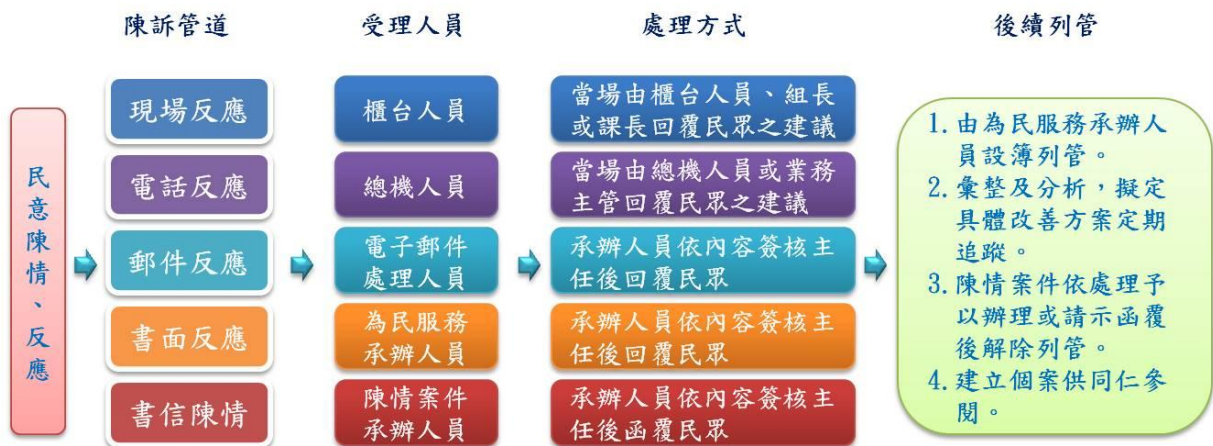 陳訴管道
受理人員
處理方式
後續列管
民意陳情、反應
現場反應
櫃台人員
當場由櫃台人員、組長
或課長回覆民眾之建議
電話反應
總機人員
當場由總機人員或業務
主管回覆民眾之建議
郵件反應
電子郵件
處理人員
承辦人員依內容簽核主
任後回覆民眾
書面反應
為民服務
承辦人員
承辦人員依內容簽核主
任後回覆民眾
書信陳情
陳情案件
承辦人員
承辦人員依內容簽核主
任後函覆民眾
1. 由為民服務承辦人
員設簿列管。
2. 彙整及分析，擬定
具體改善方案定期
追蹤。
3. 陳情案件依處理予
以辦理或請示函覆
後解除列管。
4. 建立個案供同仁參
閱。